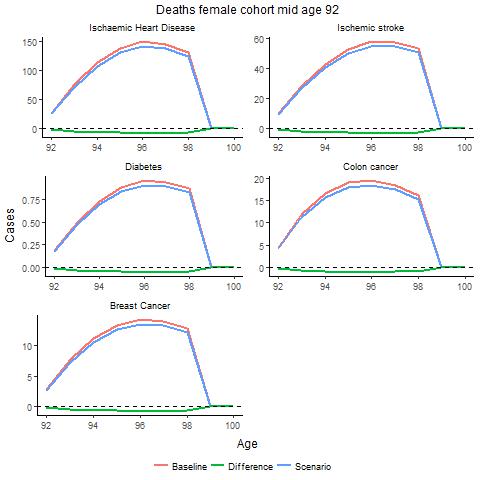 Deaths female cohort mid age 92
Ischaemic Heart Disease
Ischemic stroke
150
100
50
0
92 94 96 98 100
60
40
20
0
92 94 96 98 100
Diabetes
Colon cancer
0.75
0.50
0.25
0.00
92 94 96 98 100
20
15
10
5
0
92 94 96 98 100
Breast Cancer
10
5
0
92 94 96 98 100
Cases
Age
Baseline Difference Scenario